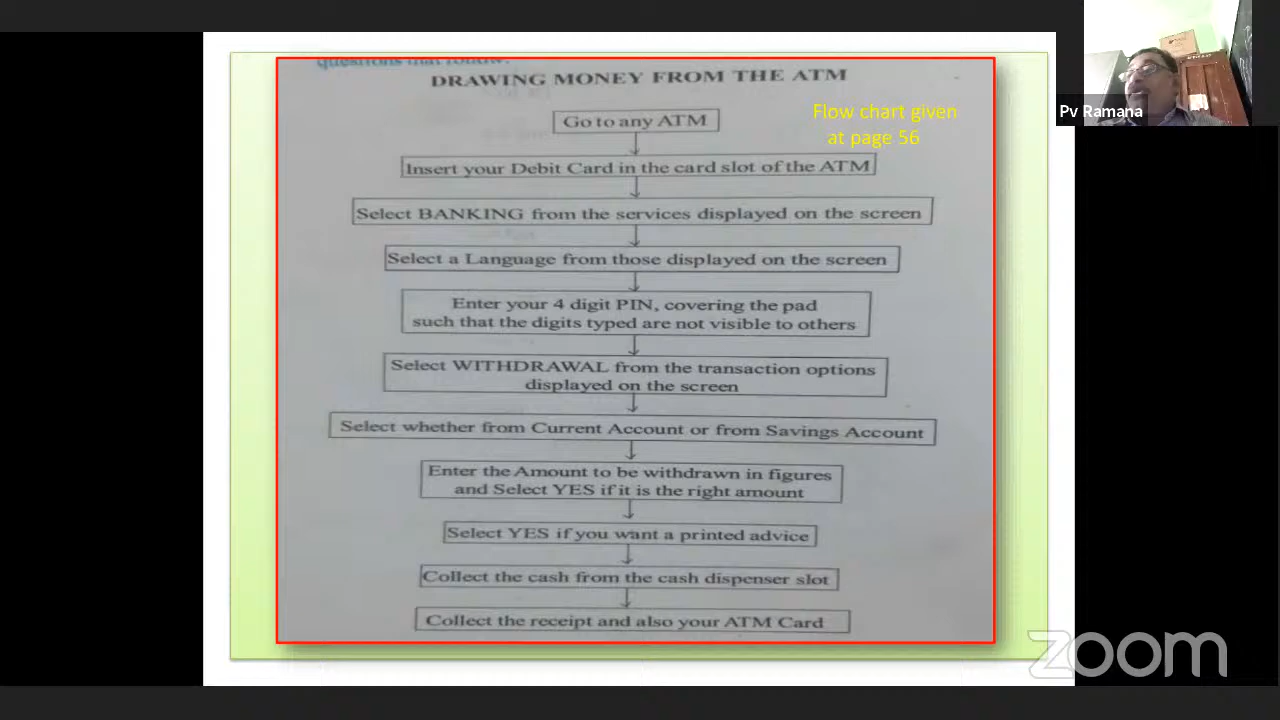 questions that follow.
DRAWING MONEY FROM THE ATM
Flow chart given
at page 56
Go to any ATM
Insert your Debit Card in the card slot of the ATM
Select BANKING from the services displayed on the screen
Select a Language from those displayed on the screen
Enter your 4 digit PIN, covering the pad
such that the digits typed are not visible to others
Select WITHDRAWAL from the transaction options
displayed on the screen
Select whether from Current Account or from Savings Account
Enter the Amount to be withdrawn in figures
and Select YES if it is the right amount
Select YES if you want a printed advice
Collect the cash from the cash dispenser slot
Collect the receipt and also your ATM Card
Pv Ramana
zoom